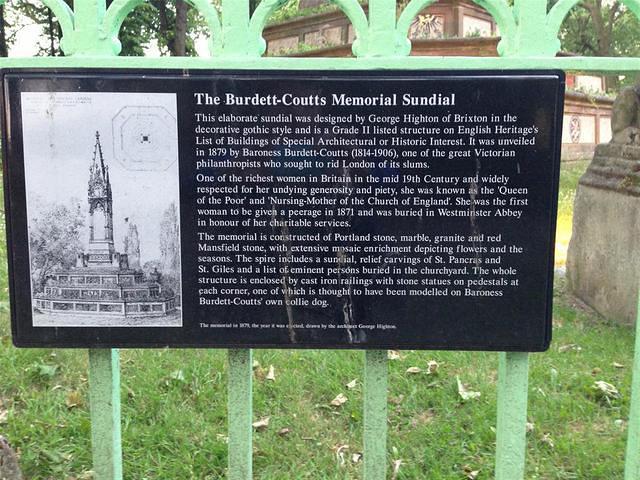 The Burdett-Coutts Memorial Sundial
This elaborate sundial was designed by George Highton of Brixton in the
decorative gothic style and is a Grade II listed structure on English Heritage's
List of Buildings of Special Architectural or Historic Interest. It was unveiled
in 1879 by Baroness Burdett-Coutts (1814-1906), one of the great Victorian
philanthropists who sought to rid London of its slums.
One of the richest women in Britain in the mid 19th Century and widely
respected for her undying generosity and piety, she was known as the 'Queen
of the Poor' and 'Nursing-Mother of the Church of England'. She was the first
woman to be given a peerage in 1871 and was buried in Westminster Abbey
in honour of her charitable services.
The memorial is constructed of Portland stone, marble, granite and red
Mansfield stone, with extensive mosaic enrichment depicting flowers and the
seasons. The spire includes a sundial, relief carvings of St. Pancras and
St. Giles and a list of eminent persons buried in the churchyard. The whole
structure is enclosed by cast iron railings with stone statues on pedestals at
each corner, one of which is thought to have been modelled on Baroness
Burdett-Coutts' own collie dog.
The memorial in 1879, the year it was erected, drawn by the architect George Highton.